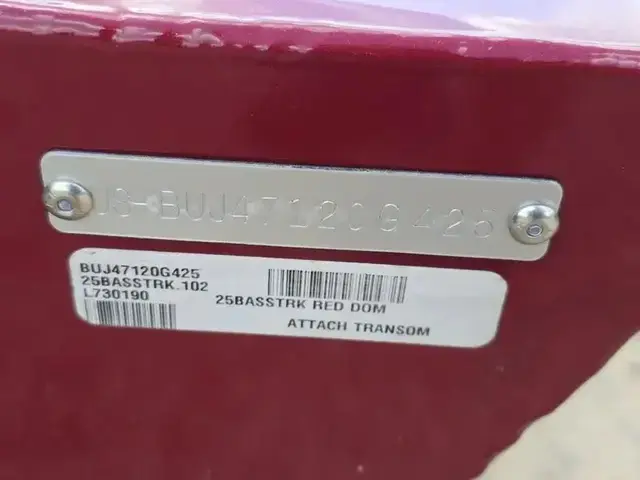 US-BUJ47120G425
BUJ47120G425
25BASSTRK.102
L730190
25BASSTRK RED DOM
ATTACH TRANSOM